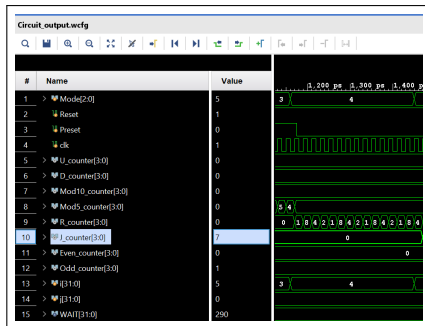 Circuit_output.wcfg
# Name Value
1,200 ps 1,300 ps 1,400 p
1 Mode[2:0] 5 3 4
2 Reset 1
3 Preset 0
4 clk 1
5 U_counter[3:0] 0
6 D_counter[3:0] 0
7 Mod10_counter[3:0] 0
8 Mod5_counter[3:0] 0 5 4 0
9 R_counter[3:0] 0 0 1 8 4 2 1 8 4 2 1 8 4 2 1 8 4
10 J_counter[3:0] 7 0
11 Even_counter[3:0] 0 0
12 Odd_counter[3:0] 1
13 i[31:0] 5 3 4
14 j[31:0] 0
15 WAIT[31:0] 290